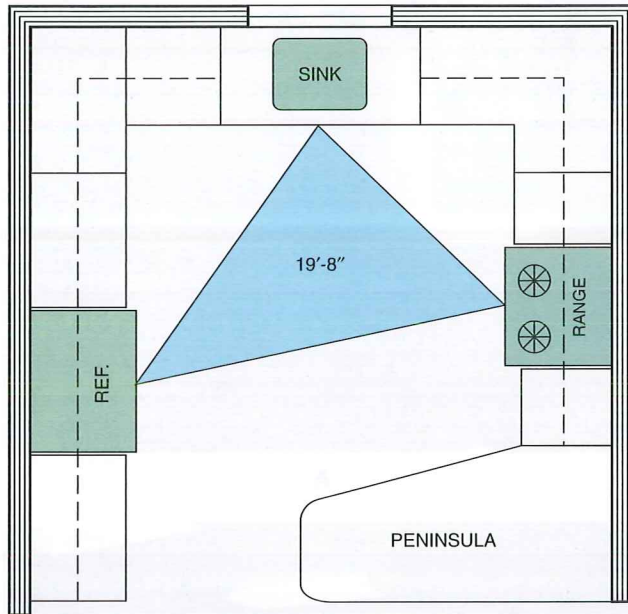 SINK
19′-8″
RANGE
REF.
PENINSULA